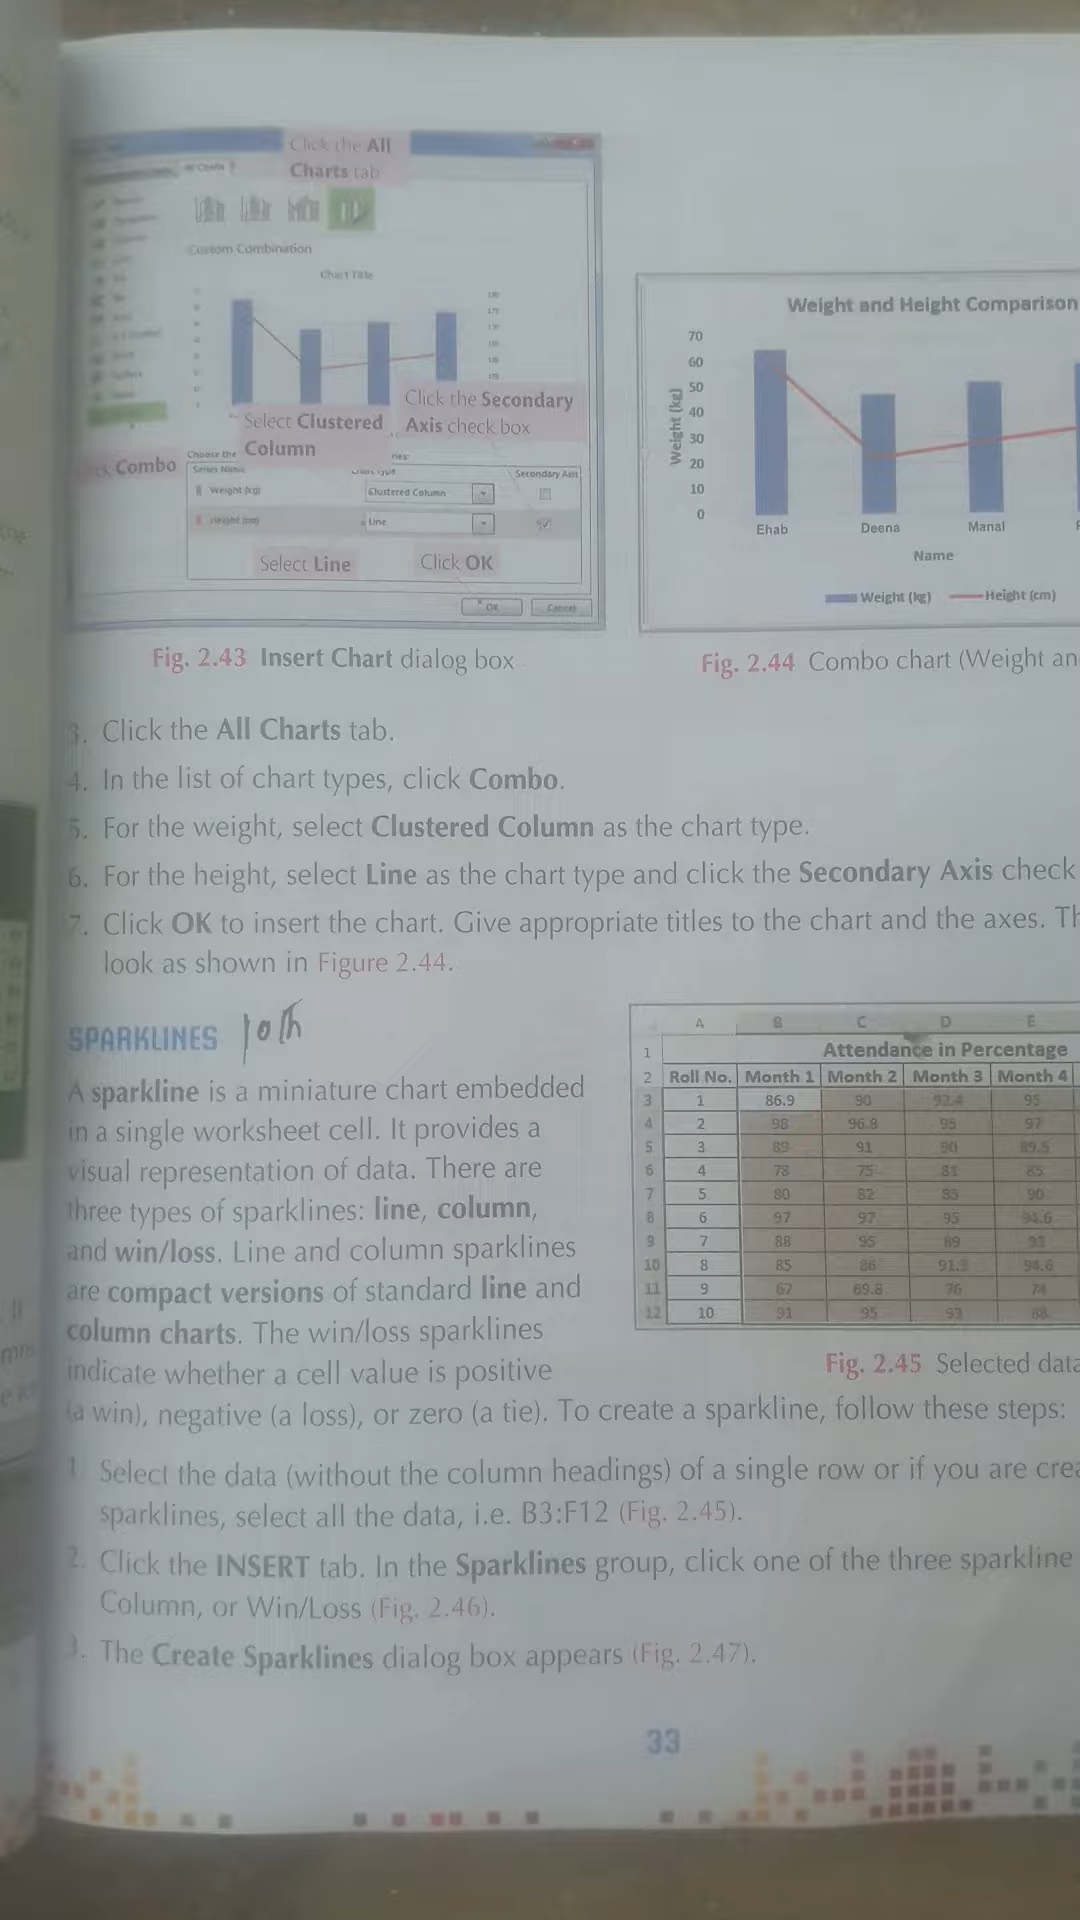 Click the All
Charts tab
Custom Combination
Chart Title
Select Clustered
Column
Click the Secondary
Axis check box
Combo
Choose the
Series Name
Secondary Axis
Weight (kg)
Clustered Column
Height (cm)
Line
Select Line
Click OK
OK
Cancel
Fig. 2.43 Insert Chart dialog box
Weight and Height Comparison
Weight (kg)
70
60
50
40
30
20
10
0
Ehab Deena Manal
Name
Weight (kg) Height (cm)
Fig. 2.44 Combo chart (Weight
3. Click the All Charts tab.
4. In the list of chart types, click Combo.
5. For the weight, select Clustered Column as the chart type.
6. For the height, select Line as the chart type and click the Secondary Axis check
7. Click OK to insert the chart. Give appropriate titles to the chart and the axes.
look as shown in Figure 2.44.
SPARKLINES 10th
A sparkline is a miniature chart embedded
in a single worksheet cell. It provides a
visual representation of data. There are
three types of sparklines: line, column,
and win/loss. Line and column sparklines
are compact versions of standard line and
column charts. The win/loss sparklines
indicate whether a cell value is positive
(a win), negative (a loss), or zero (a tie). To create a sparkline, follow these steps:
A B C D E
1 Attendance in Percentage
2 Roll No. Month 1 Month 2 Month 3 Month 4
3 1 86.9 90 92.4 95
4 2 98 96.8 95 97
5 3 89 91 90 89.5
6 4 78 75 81 85
7 5 80 82 85 90
8 6 97 97 95 94.6
9 7 88 95 89 93
10 8 85 86 91.3 94.6
11 9 67 69.8 76 74
12 10 91 95 93 88
Fig. 2.45 Selected data
1. Select the data (without the column headings) of a single row or if you are
sparklines, select all the data, i.e. B3:F12 (Fig. 2.45).
2. Click the INSERT tab. In the Sparklines group, click one of the three sparkline
Column, or Win/Loss (Fig. 2.46).
3. The Create Sparklines dialog box appears (Fig. 2.47).
33